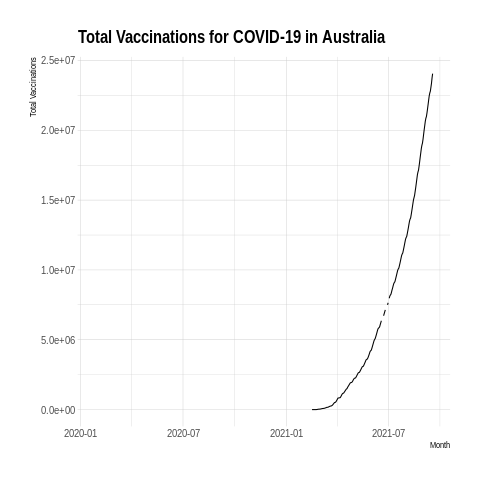 Total Vaccinations for COVID-19 in Australia
Total Vaccinations
2.5e+07
2.0e+07
1.5e+07
1.0e+07
5.0e+06
0.0e+00
2020-01 2020-07 2021-01 2021-07
Month